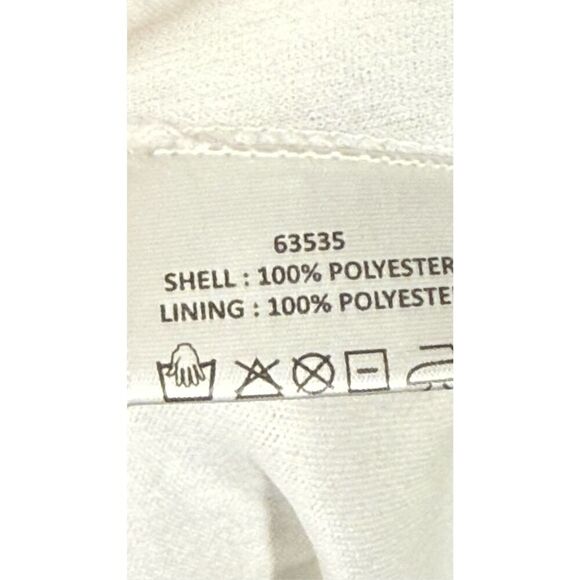 63535
SHELL : 100% POLYESTER
LINING : 100% POLYESTE